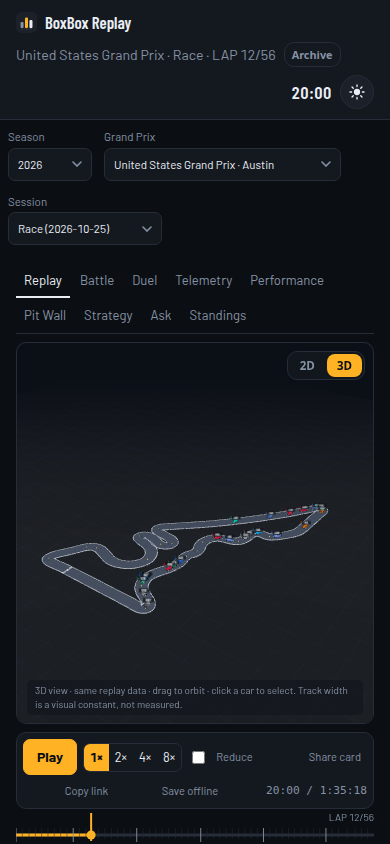 BoxBox Replay
United States Grand Prix · Race · LAP 12/56 Archive
20:00
Season Grand Prix
2026 United States Grand Prix · Austin
Session
Race (2026-10-25)
Replay Battle Duel Telemetry Performance
Pit Wall Strategy Ask Standings
2D 3D
3D view · same replay data · drag to orbit · click a car to select. Track width
is a visual constant, not measured.
Play 1× 2× 4× 8× Reduce Share card
Copy link Save offline 20:00 / 1:35:18
LAP 12/56